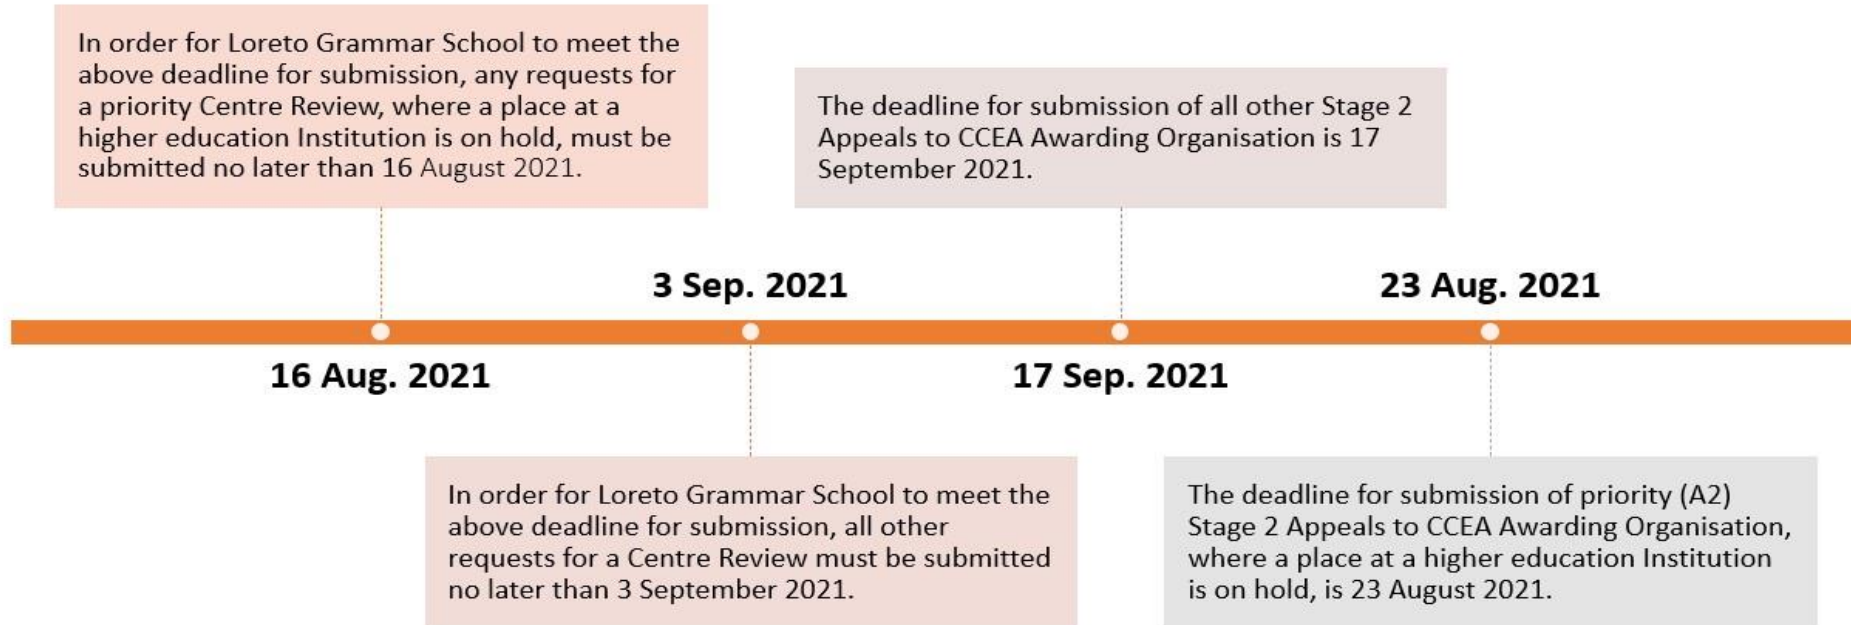 In order for Loreto Grammar School to meet the
above deadline for submission, any requests for
a priority Centre Review, where a place at a
higher education Institution is on hold, must be
submitted no later than 16 August 2021.
The deadline for submission of all other Stage 2
Appeals to CCEA Awarding Organisation is 17
September 2021.
3 Sep. 2021
23 Aug. 2021
16 Aug. 2021
17 Sep. 2021
In order for Loreto Grammar School to meet the
above deadline for submission, all other
requests for a Centre Review must be submitted
no later than 3 September 2021.
The deadline for submission of priority (A2)
Stage 2 Appeals to CCEA Awarding Organisation,
where a place at a higher education Institution
is on hold, is 23 August 2021.